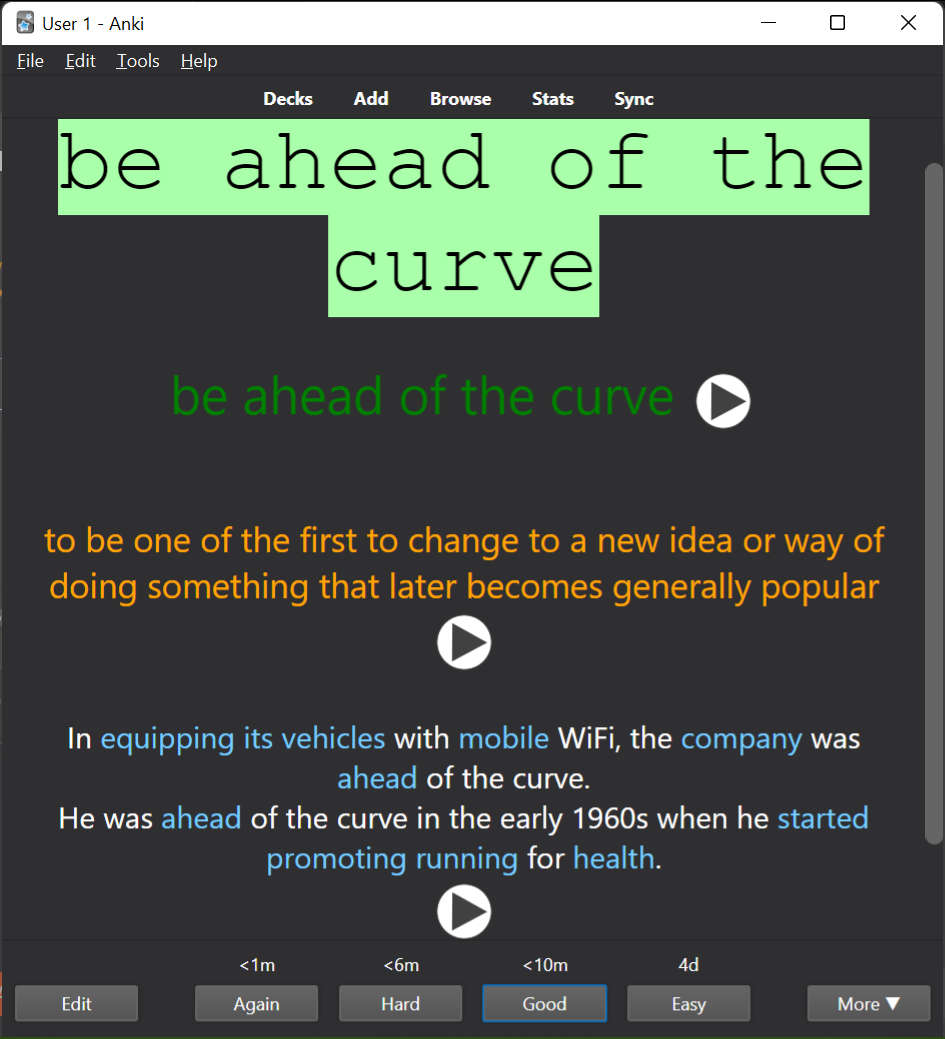 User 1 - Anki
File Edit Tools Help
Decks Add Browse Stats Sync
be ahead of the
curve
be ahead of the curve
to be one of the first to change to a new idea or way of
doing something that later becomes generally popular
In equipping its vehicles with mobile WiFi, the company was
ahead of the curve.
He was ahead of the curve in the early 1960s when he started
promoting running for health.
<1m <6m <10m 4d
Edit Again Hard Good Easy More ▼